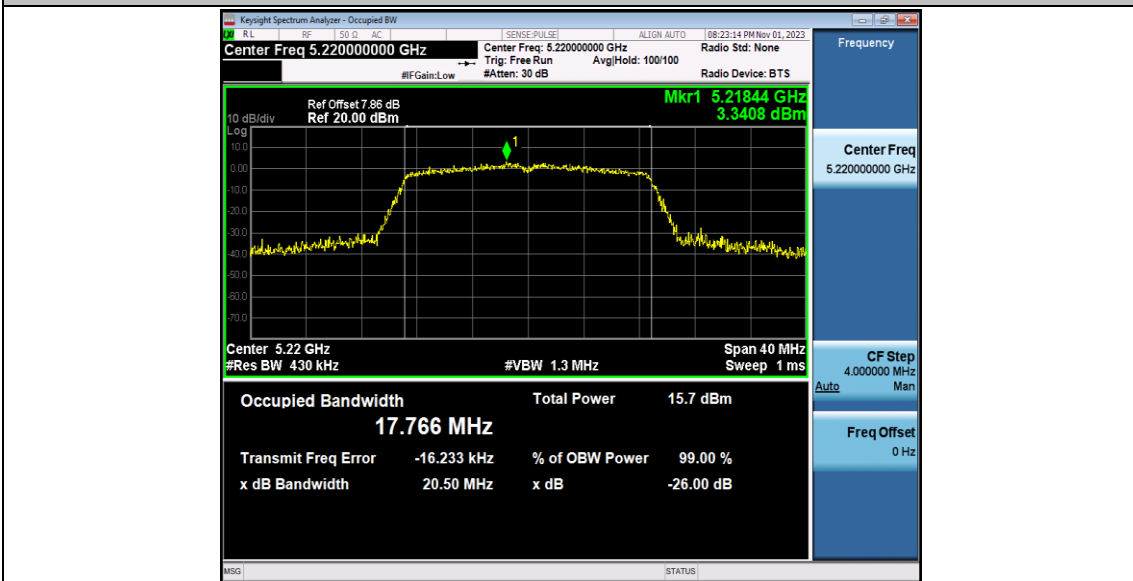 Keysight Spectrum Analyzer - Occupied BW
LXI RL RF 50 Ω AC SENSE:PULSE ALIGN AUTO 08:23:14 PM Nov 01, 2023
Center Freq 5.220000000 GHz
Center Freq: 5.220000000 GHz Radio Std: None
Trig: Free Run Avg|Hold: 100/100
#IFGain:Low #Atten: 30 dB Radio Device: BTS
Mkr1 5.21844 GHz
3.3408 dBm
Ref Offset 7.86 dB
10 dB/div Ref 20.00 dBm
Log
10.0
0.00
-10.0
-20.0
-30.0
-40.0
-50.0
-60.0
-70.0
1
Center 5.22 GHz Span 40 MHz
#Res BW 430 kHz #VBW 1.3 MHz Sweep 1 ms
Occupied Bandwidth Total Power 15.7 dBm
17.766 MHz
Transmit Freq Error -16.233 kHz % of OBW Power 99.00 %
x dB Bandwidth 20.50 MHz x dB -26.00 dB
MSG STATUS
Frequency
Center Freq
5.220000000 GHz
CF Step
4.000000 MHz
Auto Man
Freq Offset
0 Hz